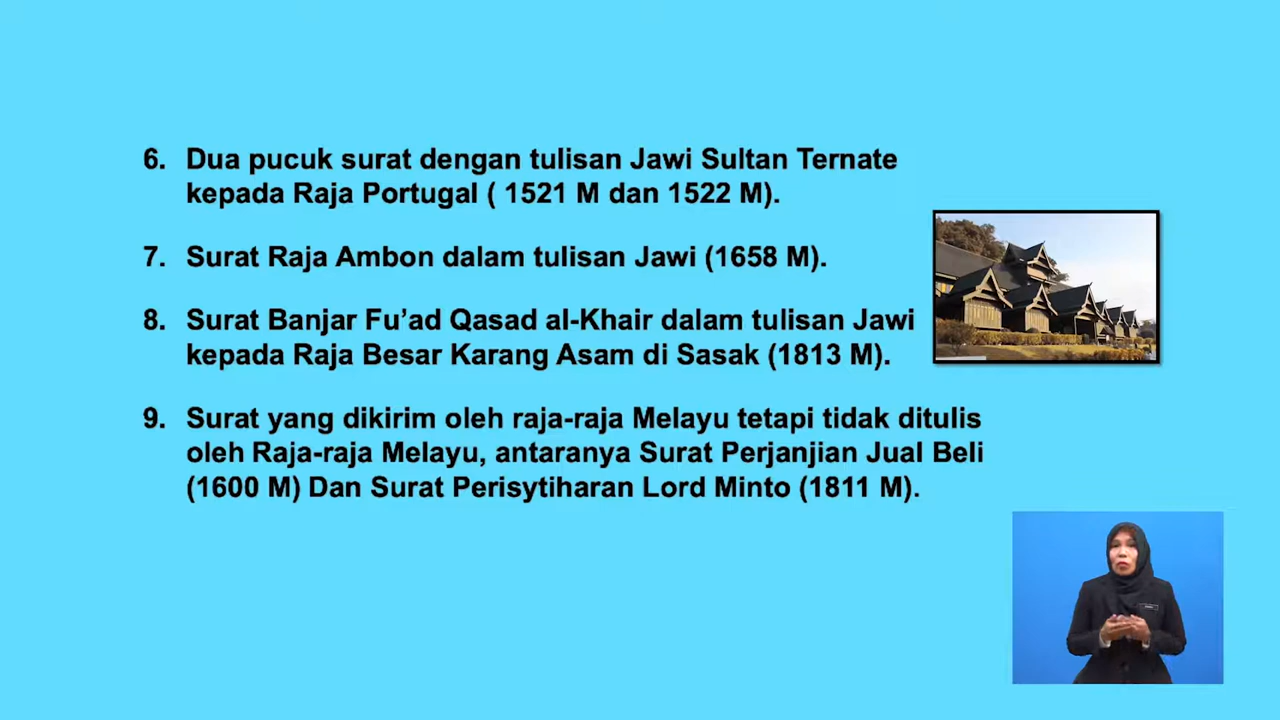 6. Dua pucuk surat dengan tulisan Jawi Sultan Ternate
kepada Raja Portugal ( 1521 M dan 1522 M).
7. Surat Raja Ambon dalam tulisan Jawi (1658 M).
8. Surat Banjar Fu’ad Qasad al-Khair dalam tulisan Jawi
kepada Raja Besar Karang Asam di Sasak (1813 M).
9. Surat yang dikirim oleh raja-raja Melayu tetapi tidak ditulis
oleh Raja-raja Melayu, antaranya Surat Perjanjian Jual Beli
(1600 M) Dan Surat Perisytiharan Lord Minto (1811 M).